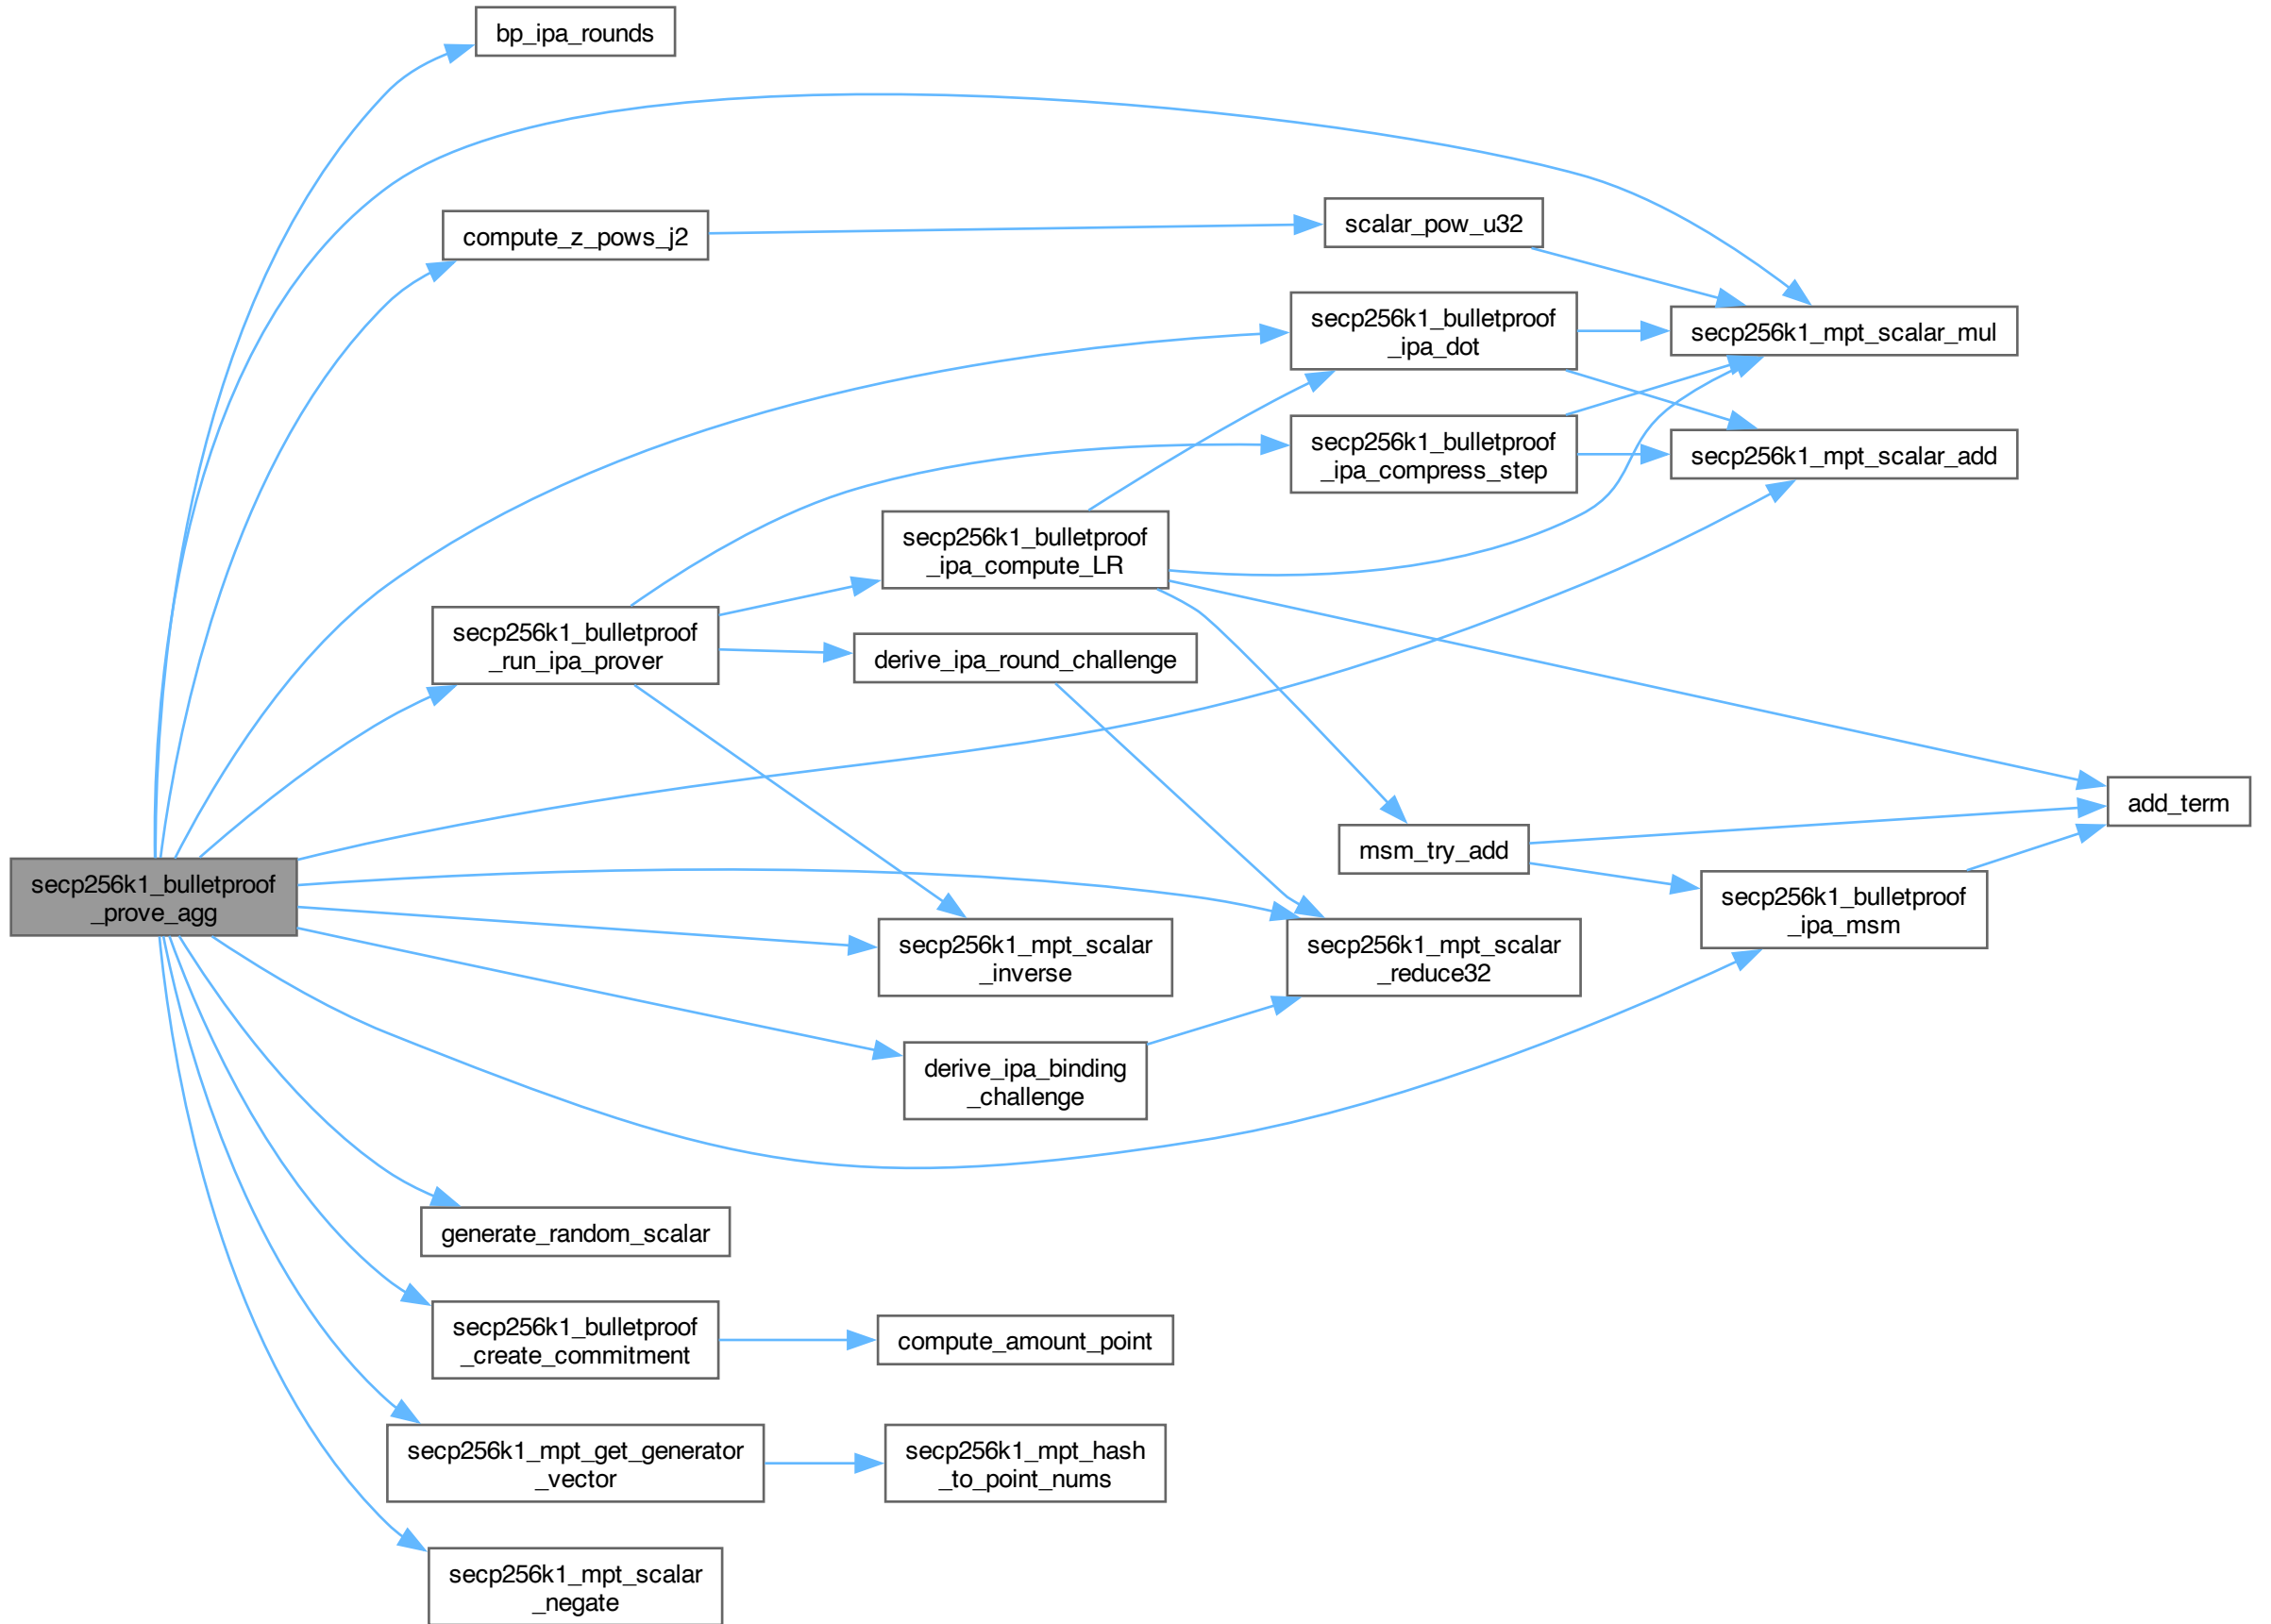 bp_ipa_rounds
compute_z_pows_j2
scalar_pow_u32
secp256k1_bulletproof
_ipa_dot
secp256k1_mpt_scalar_mul
secp256k1_bulletproof
_ipa_compress_step
secp256k1_mpt_scalar_add
secp256k1_bulletproof
_ipa_compute_LR
secp256k1_bulletproof
_run_ipa_prover
derive_ipa_round_challenge
add_term
msm_try_add
secp256k1_bulletproof
_prove_agg
secp256k1_bulletproof
_ipa_msm
secp256k1_mpt_scalar
_inverse
secp256k1_mpt_scalar
_reduce32
derive_ipa_binding
_challenge
generate_random_scalar
secp256k1_bulletproof
_create_commitment
compute_amount_point
secp256k1_mpt_get_generator
_vector
secp256k1_mpt_hash
_to_point_nums
secp256k1_mpt_scalar
_negate